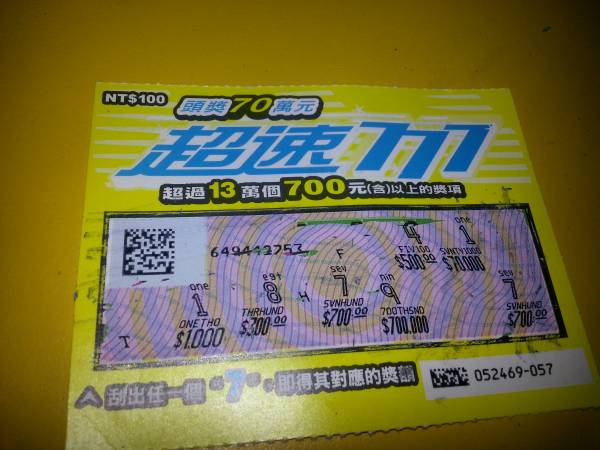 NT$100
頭獎70萬元
超速777
超過13萬個700元(含)以上的獎項
649443753
F
4
FIV100
$500.00
one
1
SVNTY1000
$70,000
T
one
1
ONETHO
$1,000
egt
8
THRHUND
$300.00
H
sev
7
SVNHUND
$700.00
nin
9
700THSND
$700,000
sev
7
SVNHUND
$700.00
刮出任一個"7",即得其對應的獎額
052469-057